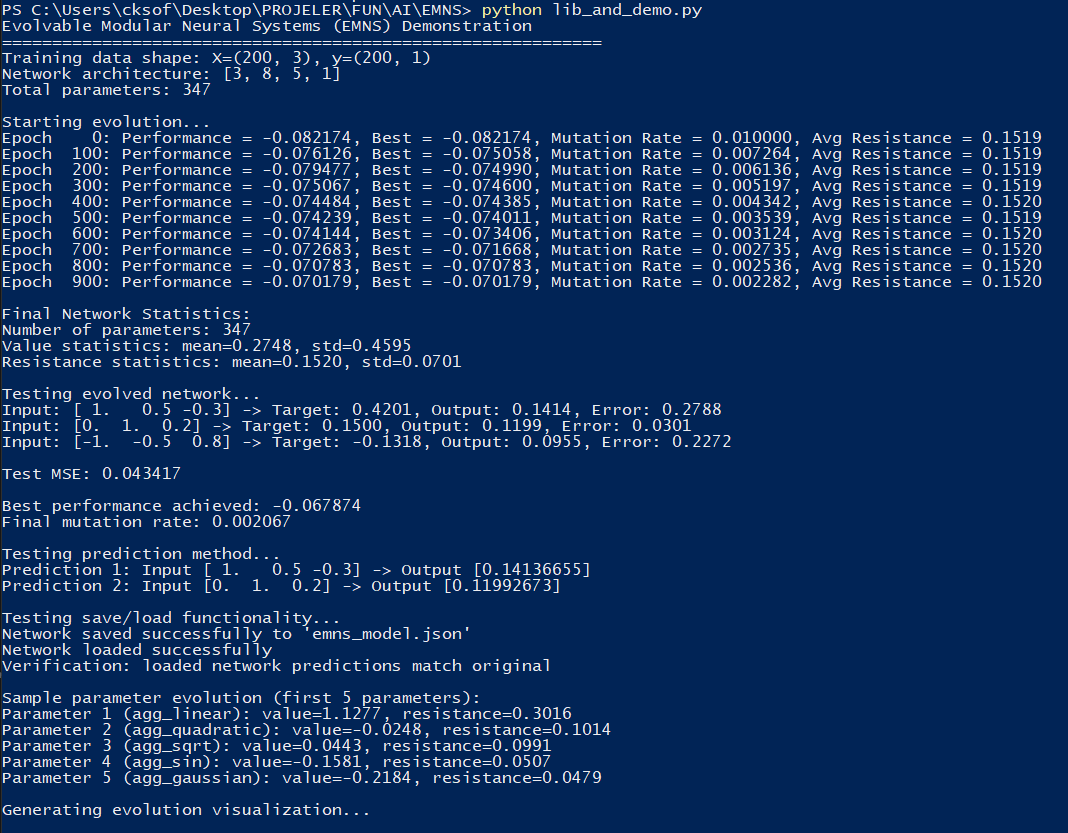 PS C:\Users\cksof\Desktop\PROJELER\FUN\AI\EMNS> python lib_and_demo.py
Evolvable Modular Neural Systems (EMNS) Demonstration
============================================================
Training data shape: X=(200, 3), y=(200, 1)
Network architecture: [3, 8, 5, 1]
Total parameters: 347
Starting evolution...
Epoch    0: Performance = -0.082174, Best = -0.082174, Mutation Rate = 0.010000, Avg Resistance = 0.1519
Epoch  100: Performance = -0.076126, Best = -0.075058, Mutation Rate = 0.007264, Avg Resistance = 0.1519
Epoch  200: Performance = -0.079477, Best = -0.074990, Mutation Rate = 0.006136, Avg Resistance = 0.1519
Epoch  300: Performance = -0.075067, Best = -0.074600, Mutation Rate = 0.005197, Avg Resistance = 0.1519
Epoch  400: Performance = -0.074484, Best = -0.074385, Mutation Rate = 0.004342, Avg Resistance = 0.1520
Epoch  500: Performance = -0.074239, Best = -0.074011, Mutation Rate = 0.003539, Avg Resistance = 0.1519
Epoch  600: Performance = -0.074144, Best = -0.073406, Mutation Rate = 0.003124, Avg Resistance = 0.1520
Epoch  700: Performance = -0.072683, Best = -0.071668, Mutation Rate = 0.002735, Avg Resistance = 0.1520
Epoch  800: Performance = -0.070783, Best = -0.070783, Mutation Rate = 0.002536, Avg Resistance = 0.1520
Epoch  900: Performance = -0.070179, Best = -0.070179, Mutation Rate = 0.002282, Avg Resistance = 0.1520
Final Network Statistics:
Number of parameters: 347
Value statistics: mean=0.2748, std=0.4595
Resistance statistics: mean=0.1520, std=0.0701
Testing evolved network...
Input: [ 1.   0.5 -0.3] -> Target: 0.4201, Output: 0.1414, Error: 0.2788
Input: [0.  1.  0.2] -> Target: 0.1500, Output: 0.1199, Error: 0.0301
Input: [-1.  -0.5  0.8] -> Target: -0.1318, Output: 0.0955, Error: 0.2272
Test MSE: 0.043417
Best performance achieved: -0.067874
Final mutation rate: 0.002067
Testing prediction method...
Prediction 1: Input [ 1.   0.5 -0.3] -> Output [0.14136655]
Prediction 2: Input [0.  1.  0.2] -> Output [0.11992673]
Testing save/load functionality...
Network saved successfully to 'emns_model.json'
Network loaded successfully
Verification: loaded network predictions match original
Sample parameter evolution (first 5 parameters):
Parameter 1 (agg_linear): value=1.1277, resistance=0.3016
Parameter 2 (agg_quadratic): value=-0.0248, resistance=0.1014
Parameter 3 (agg_sqrt): value=0.0443, resistance=0.0991
Parameter 4 (agg_sin): value=-0.1581, resistance=0.0507
Parameter 5 (agg_gaussian): value=-0.2184, resistance=0.0479
Generating evolution visualization...